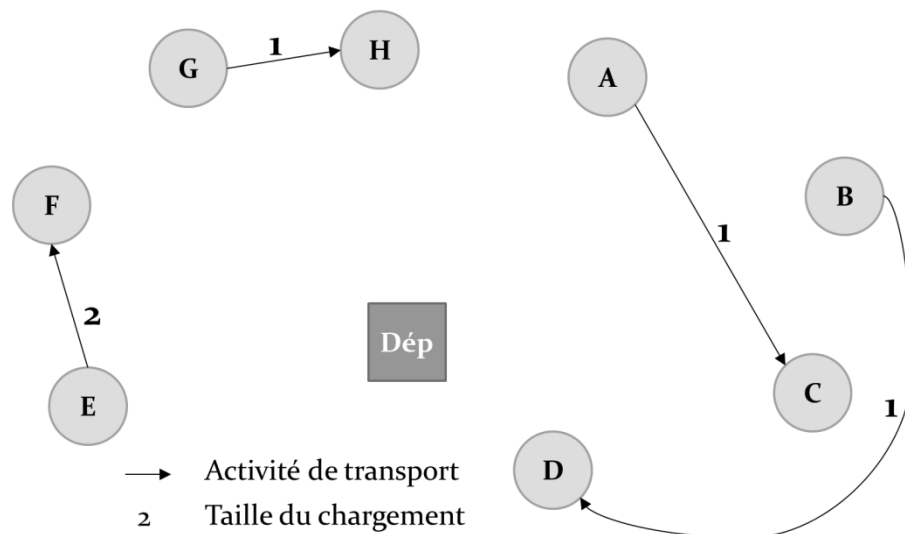 G
1
H
A
F
B
1
2
Dép
E
C
1
D
Activité de transport
2 Taille du chargement